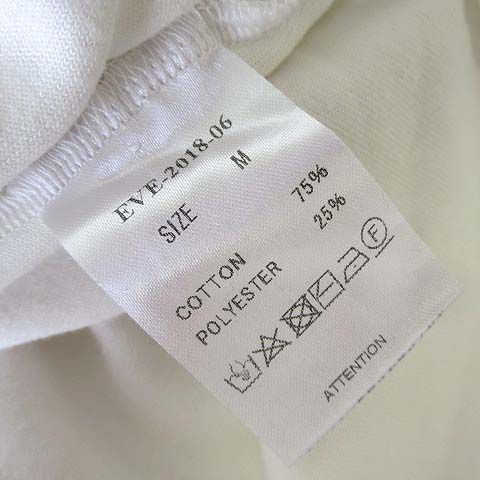 EVE-2018-06
SIZE M
COTTON 75%
POLYESTER 25%
F
ATTENTION